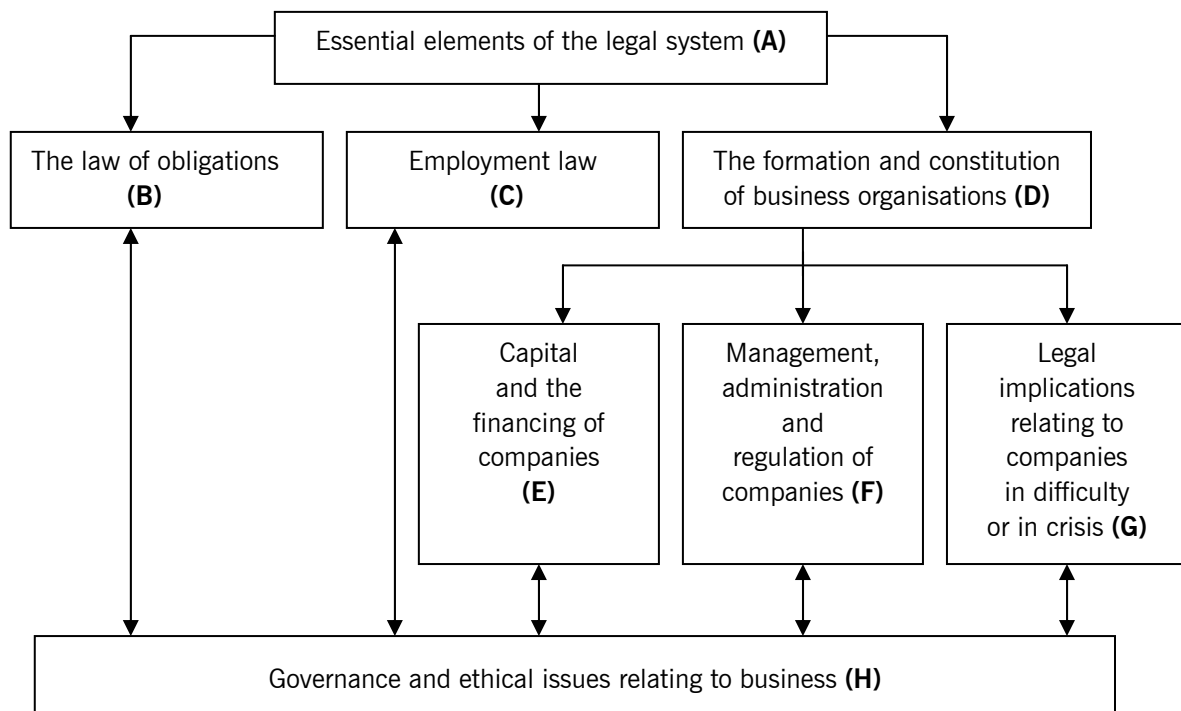 Essential elements of the legal system (A)
The law of obligations
(B)
Employment law
(C)
The formation and constitution
of business organisations (D)
Capital
and the
financing of
companies
(E)
Management,
administration
and
regulation of
companies (F)
Legal
implications
relating to
companies
in difficulty
or in crisis (G)
Governance and ethical issues relating to business (H)